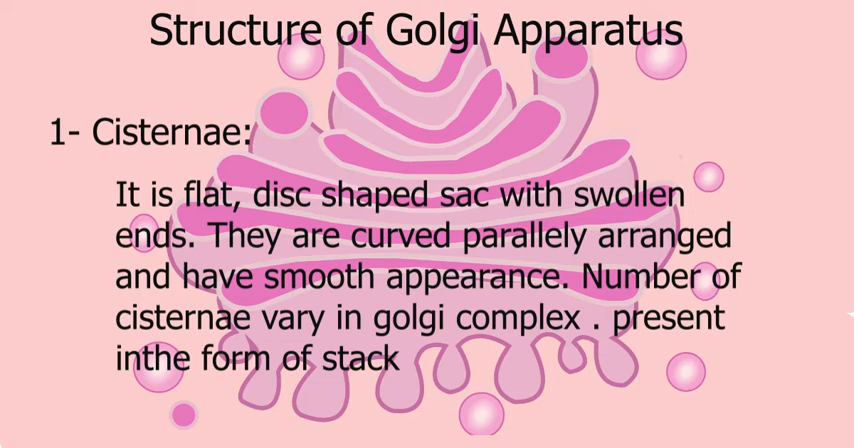 Structure of Golgi Apparatus
1- Cisternae:
It is flat, disc shaped sac with swollen
ends. They are curved parallely arranged
and have smooth appearance. Number of
cisternae vary in golgi complex . present
inthe form of stack